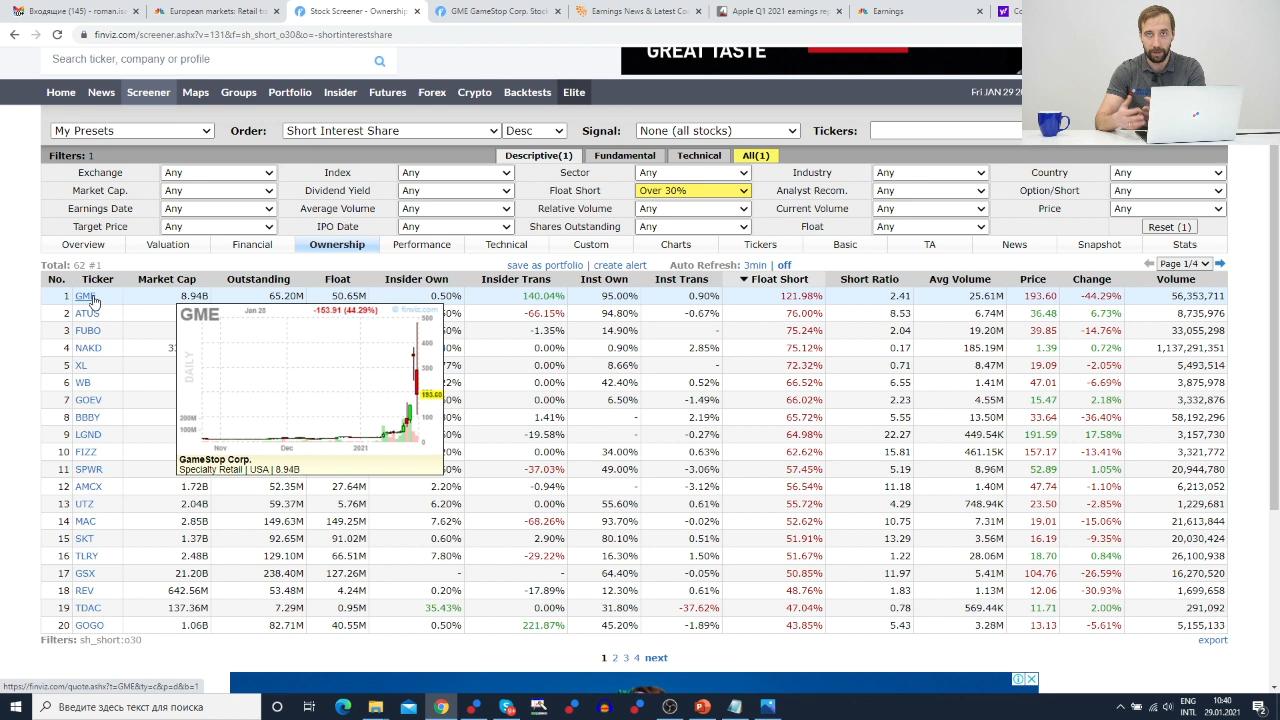 Входящие (145) - roman.
European markets: Retail to
Stock Screener - Ownership
GME GameStop Corp. Stock
Earnings News & Latest Co
Apple Q1 2021 earnings re
Earnings
finviz.com/screener.ashx?v=131&f=sh_short_o30&o=-shortinterestshare
Search ticker, company or profile
GREAT TASTE
Home News Screener Maps Groups Portfolio Insider Futures Forex Crypto Backtests Elite Fri JAN 29 20
My Presets Order: Short Interest Share Desc Signal: None (all stocks) Tickers:
Filters: 1 Descriptive(1) Fundamental Technical All(1)
Exchange Any Index Any Sector Any Industry Any Country Any
Market Cap. Any Dividend Yield Any Float Short Over 30% Analyst Recom. Any Option/Short Any
Earnings Date Any Average Volume Any Relative Volume Any Current Volume Any Price Any
Target Price Any IPO Date Any Shares Outstanding Any Float Any Reset (1)
Overview Valuation Financial Ownership Performance Technical Custom Charts Tickers Basic TA News Snapshot Stats
Total: 62 #1 save as portfolio | create alert Auto Refresh: 3min | off Page 1/4
No. Ticker Market Cap Outstanding Float Insider Own Insider Trans Inst Own Inst Trans Float Short Short Ratio Avg Volume Price Change Volume
1 GME 8.94B 65.20M 50.65M 0.50% 140.04% 95.00% 0.90% 121.98% 2.41 25.61M 193.60 -44.29% 56,353,711
2 ATUS -66.15% 94.80% -0.67% 76.00% 8.53 6.74M 36.48 6.73% 8,735,976
3 FUBO -1.35% 14.90% - 75.24% 2.04 19.20M 39.85 -14.76% 33,055,298
4 NAKD 0.00% 0.90% 2.85% 75.12% 0.17 185.19M 1.39 0.72% 1,137,291,351
5 XL 0.00% 8.66% - 72.32% 0.71 8.47M 19.09 -2.05% 5,493,514
6 WB 0.00% 42.40% 0.52% 66.52% 6.55 1.41M 47.01 -6.69% 3,875,978
7 GOEV 0.00% 6.50% -1.49% 66.02% 2.23 4.55M 15.47 2.18% 3,332,876
8 BBBY 1.41% - 2.19% 65.72% 5.55 13.50M 33.64 -36.40% 58,192,296
9 LGND -19.58% - -0.27% 64.98% 22.27 449.54K 191.59 17.58% 3,157,730
10 FIZZ 0.00% 34.00% 0.63% 62.62% 15.81 461.15K 157.17 -13.41% 3,321,772
11 SPWR -37.03% 49.00% -3.06% 57.45% 5.19 8.96M 52.89 1.05% 20,944,780
12 AMCX 1.72B 52.35M 27.64M 2.20% -0.94% - -3.12% 56.54% 11.18 1.40M 47.74 -1.10% 6,213,052
13 UTZ 2.04B 59.37M 5.76M 2.10% 0.00% 55.60% 0.61% 55.72% 4.29 748.94K 23.50 -2.85% 1,229,681
14 MAC 2.85B 149.63M 149.25M 7.62% -68.26% 93.70% -0.02% 52.62% 10.75 7.31M 19.01 -15.06% 21,613,844
15 SKT 1.37B 92.65M 91.02M 0.60% 2.90% 80.10% 0.51% 51.91% 13.29 3.56M 16.19 -9.35% 20,030,424
16 TLRY 2.48B 129.10M 66.51M 7.80% -29.22% 16.30% 1.50% 51.67% 1.22 28.06M 18.70 0.84% 26,100,938
17 GSX 21.20B 238.40M 127.26M - - 64.40% -0.05% 50.85% 11.97 5.41M 104.76 -26.59% 16,270,520
18 REV 642.56M 53.48M 4.24M 0.20% -17.89% 12.30% 0.61% 48.76% 1.83 1.13M 12.06 -30.93% 1,699,658
19 TDAC 137.36M 7.29M 0.95M 35.43% 0.00% 31.80% -37.62% 47.04% 0.78 569.44K 11.71 2.00% 291,092
20 GOGO 1.06B 82.71M 40.55M 0.50% 221.87% 45.20% -1.89% 43.85% 5.43 3.28M 13.13 -5.61% 5,155,133
GME Jan 28 -153.91 (44.29%) © finviz.com
DAILY
500
400
300
193.60
100
0
200M
100M
Nov Dec 2021
GameStop Corp.
Specialty Retail | USA | 8.94B
Filters: sh_short:o30 export
1 2 3 4 next
https://finviz.com/quote.ashx?t=GME&ty=c&p=d&b=1
Введите здесь текст для поиска
ENG
INTL
10:40
29.01.2021
2